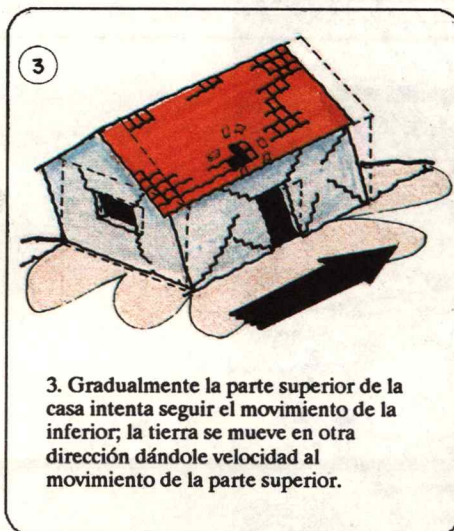 3
3. Gradualmente la parte superior de la
casa intenta seguir el movimiento de la
inferior; la tierra se mueve en otra
dirección dándole velocidad al
movimiento de la parte superior.